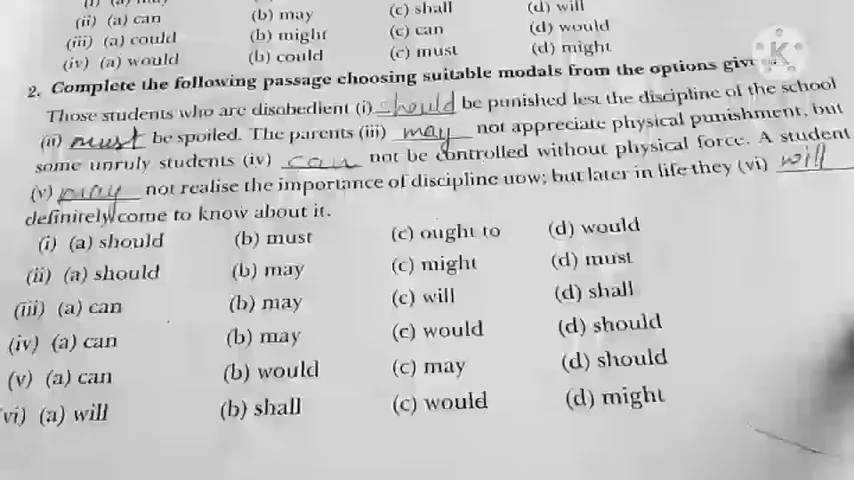 (ii) (a) can (b) may (c) shall (d) will
(iii) (a) could (b) might (c) can (d) would
(iv) (a) would (b) could (c) must (d) might
2. Complete the following passage choosing suitable modals from the options
Those students who are disobedient (i) should be punished lest the discipline of the school
(ii) must be spoiled. The parents (iii) may not appreciate physical punishment, but
some unruly students (iv) can not be controlled without physical force. A student
(v) may not realise the importance of discipline now; but later in life they (vi) will
definitely come to know about it.
(i) (a) should (b) must (c) ought to (d) would
(ii) (a) should (b) may (c) might (d) must
(iii) (a) can (b) may (c) will (d) shall
(iv) (a) can (b) may (c) would (d) should
(v) (a) can (b) would (c) may (d) should
vi) (a) will (b) shall (c) would (d) might
K